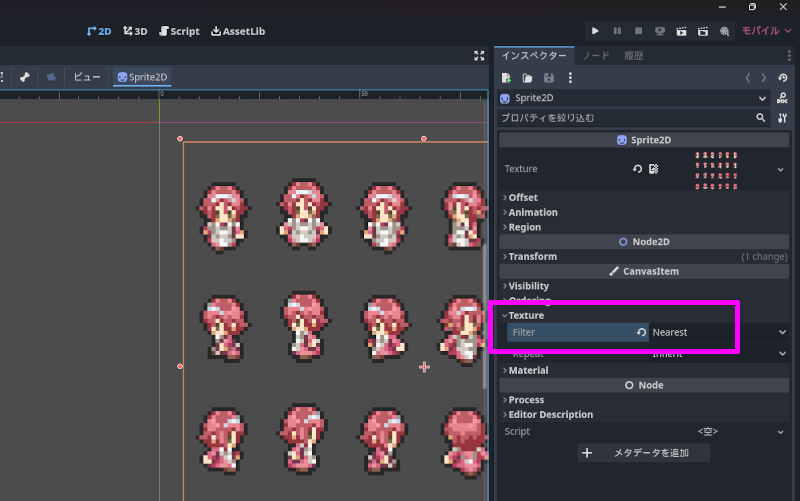 2D 3D Script AssetLib モバイル
インスペクター ノード 履歴
ビュー Sprite2D
Sprite2D DOC
0 50
プロパティを絞り込む
Sprite2D
Texture
Offset
Animation
Region
Node2D
Transform (1 change)
CanvasItem
Visibility
Ordering
Texture
Filter Nearest
Repeat Inherit
Material
Node
Process
Editor Description
Script <空>
メタデータを追加